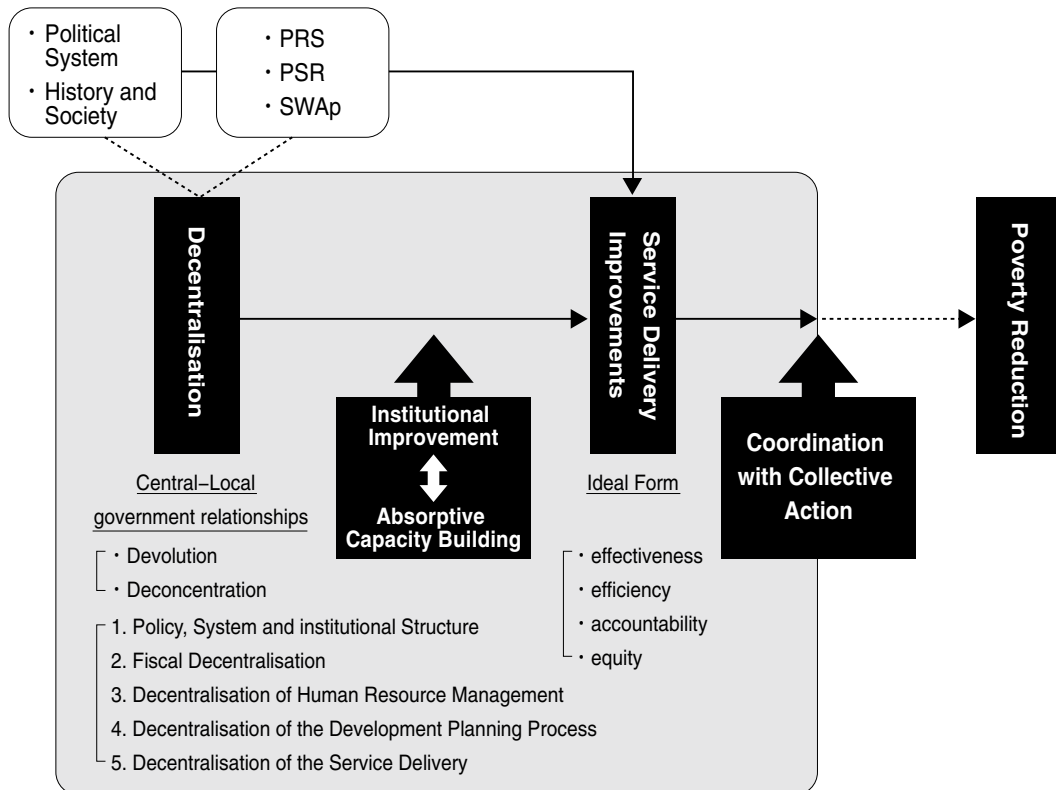 ・Political
System
・History and
Society
・PRS
・PSR
・SWAp
Decentralisation
Service Delivery
Improvements
Poverty Reduction
Institutional
Improvement
Absorptive
Capacity Building
Coordination
with Collective
Action
Central–Local
government relationships
・Devolution
・Deconcentration
1. Policy, System and institutional Structure
2. Fiscal Decentralisation
3. Decentralisation of Human Resource Management
4. Decentralisation of the Development Planning Process
5. Decentralisation of the Service Delivery
Ideal Form
・effectiveness
・efficiency
・accountability
・equity